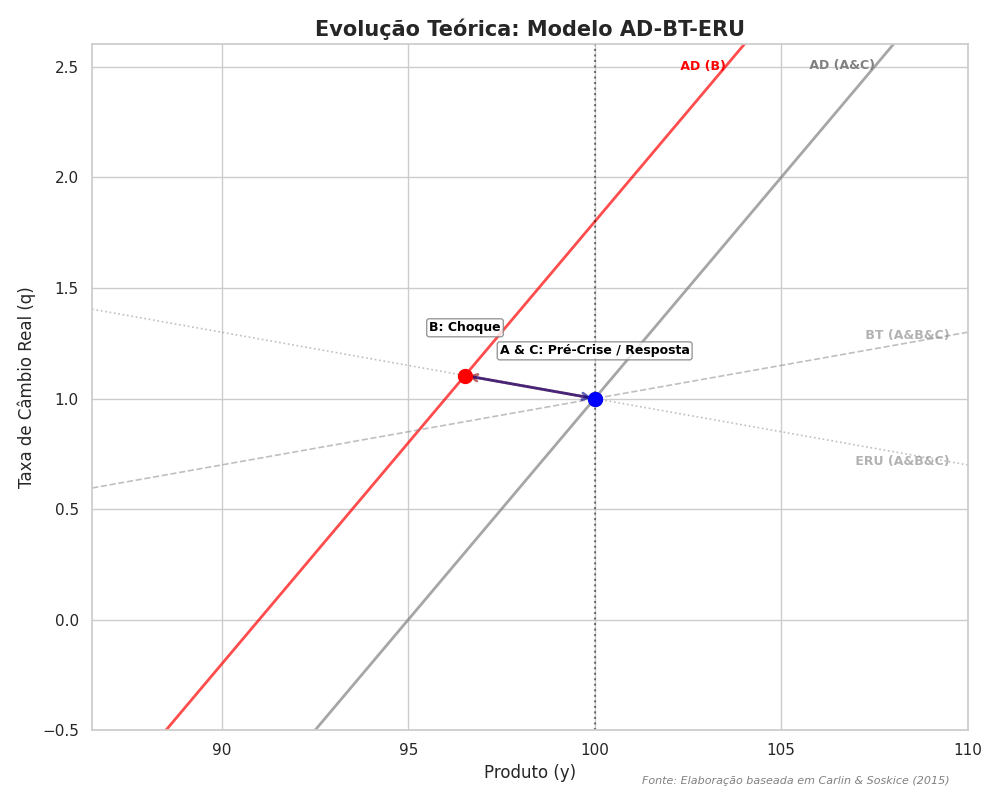 Evolução Teórica: Modelo AD-BT-ERU
Taxa de Câmbio Real (q)
2.5
2.0
1.5
1.0
0.5
0.0
−0.5
AD (B)
AD (A&C)
B: Choque
A & C: Pré-Crise / Resposta
BT (A&B&C)
ERU (A&B&C)
90
95
100
105
110
Produto (y)
Fonte: Elaboração baseada em Carlin & Soskice (2015)